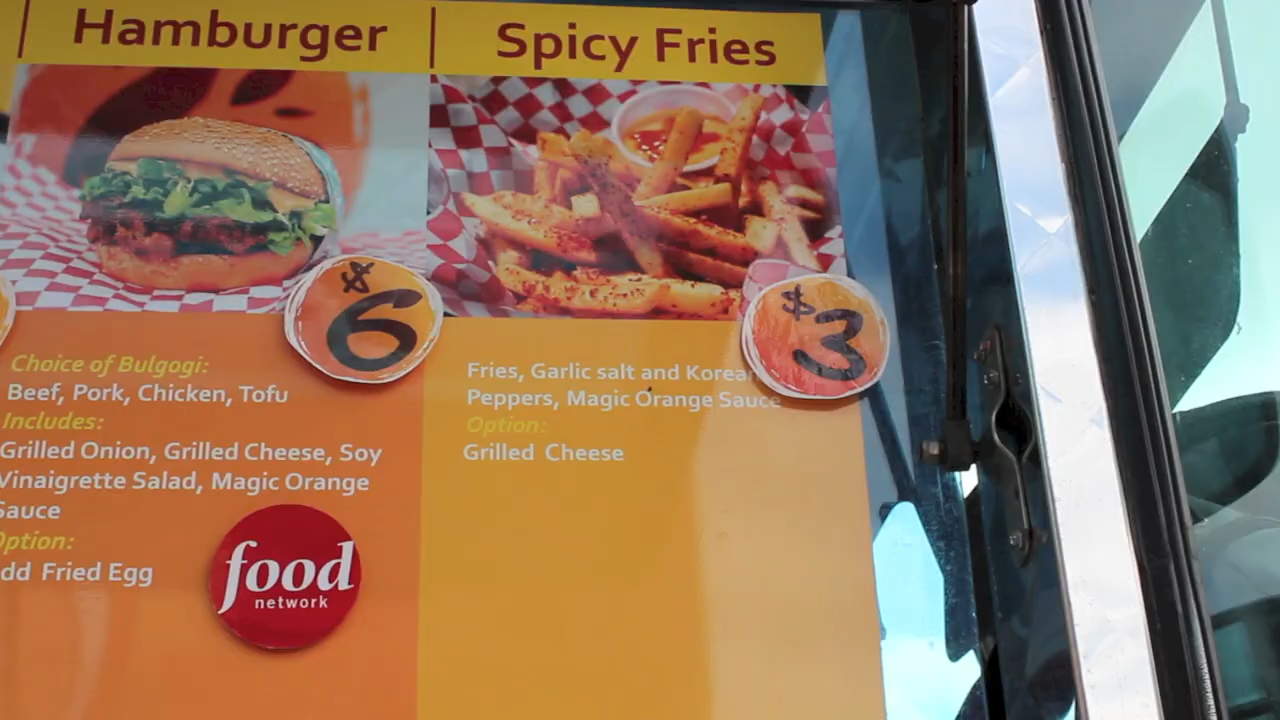 Hamburger
Spicy Fries
$6
$3
Choice of Bulgogi:
Beef, Pork, Chicken, Tofu
Includes:
Grilled Onion, Grilled Cheese, Soy
Vinaigrette Salad, Magic Orange
Sauce
Option:
dd Fried Egg
food
network
Fries, Garlic salt and Korean
Peppers, Magic Orange Sauce
Option:
Grilled Cheese